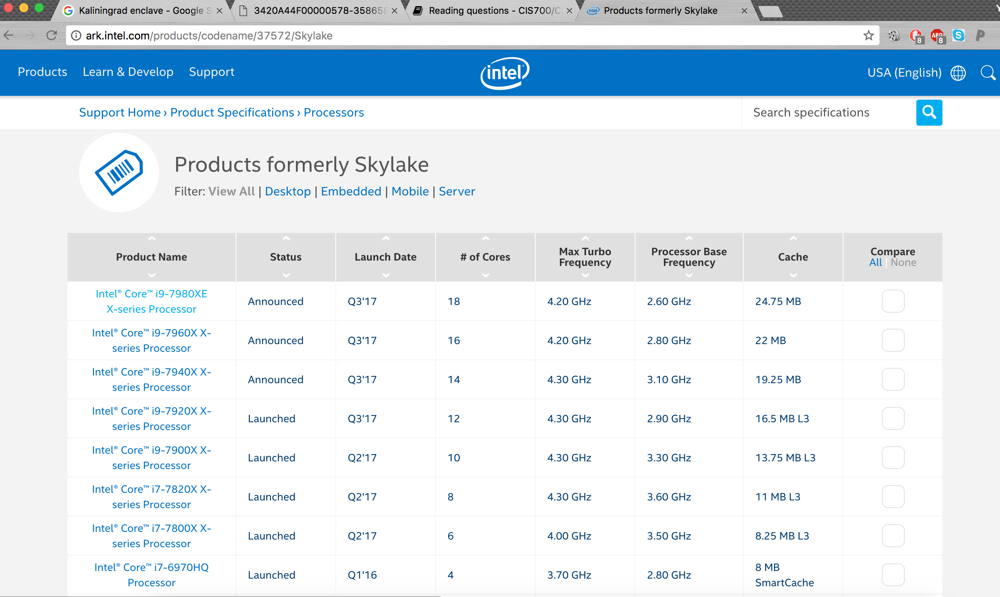 Kaliningrad enclave - Google S
3420A44F00000578-358658
Reading questions - CIS700/C
Products formerly Skylake
ark.intel.com/products/codename/37572/Skylake
8
ABP
8
S
P
Products
Learn & Develop
Support
intel®
USA (English)
Support Home › Product Specifications › Processors
Search specifications
Products formerly Skylake
Filter: View All | Desktop | Embedded | Mobile | Server
Product Name
Status
Launch Date
# of Cores
Max Turbo
Frequency
Processor Base
Frequency
Cache
Compare
All | None
Intel® Core™ i9-7980XE
X-series Processor
Announced
Q3'17
18
4.20 GHz
2.60 GHz
24.75 MB
Intel® Core™ i9-7960X X-
series Processor
Announced
Q3'17
16
4.20 GHz
2.80 GHz
22 MB
Intel® Core™ i9-7940X X-
series Processor
Announced
Q3'17
14
4.30 GHz
3.10 GHz
19.25 MB
Intel® Core™ i9-7920X X-
series Processor
Launched
Q3'17
12
4.30 GHz
2.90 GHz
16.5 MB L3
Intel® Core™ i9-7900X X-
series Processor
Launched
Q2'17
10
4.30 GHz
3.30 GHz
13.75 MB L3
Intel® Core™ i7-7820X X-
series Processor
Launched
Q2'17
8
4.30 GHz
3.60 GHz
11 MB L3
Intel® Core™ i7-7800X X-
series Processor
Launched
Q2'17
6
4.00 GHz
3.50 GHz
8.25 MB L3
Intel® Core™ i7-6970HQ
Processor
Launched
Q1'16
4
3.70 GHz
2.80 GHz
8 MB
SmartCache